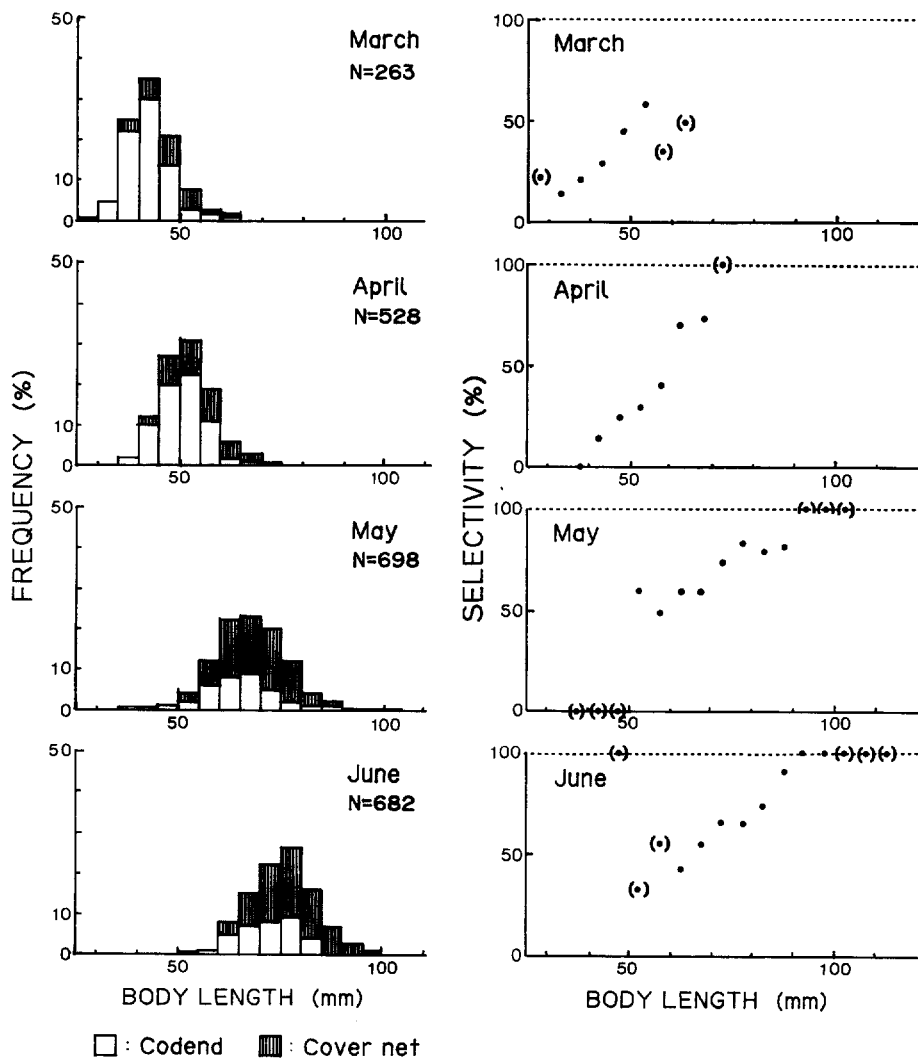 FREQUENCY (%)
50
10
0
March
N=263
50
100
50
10
0
April
N=528
50
100
50
10
0
May
N=698
50
100
50
10
0
June
N=682
50
100
BODY LENGTH (mm)
: Codend
: Cover net
SELECTIVITY (%)
100
50
0
March
50
100
100
50
0
April
50
100
100
50
0
May
50
100
100
50
0
June
50
100
BODY LENGTH (mm)